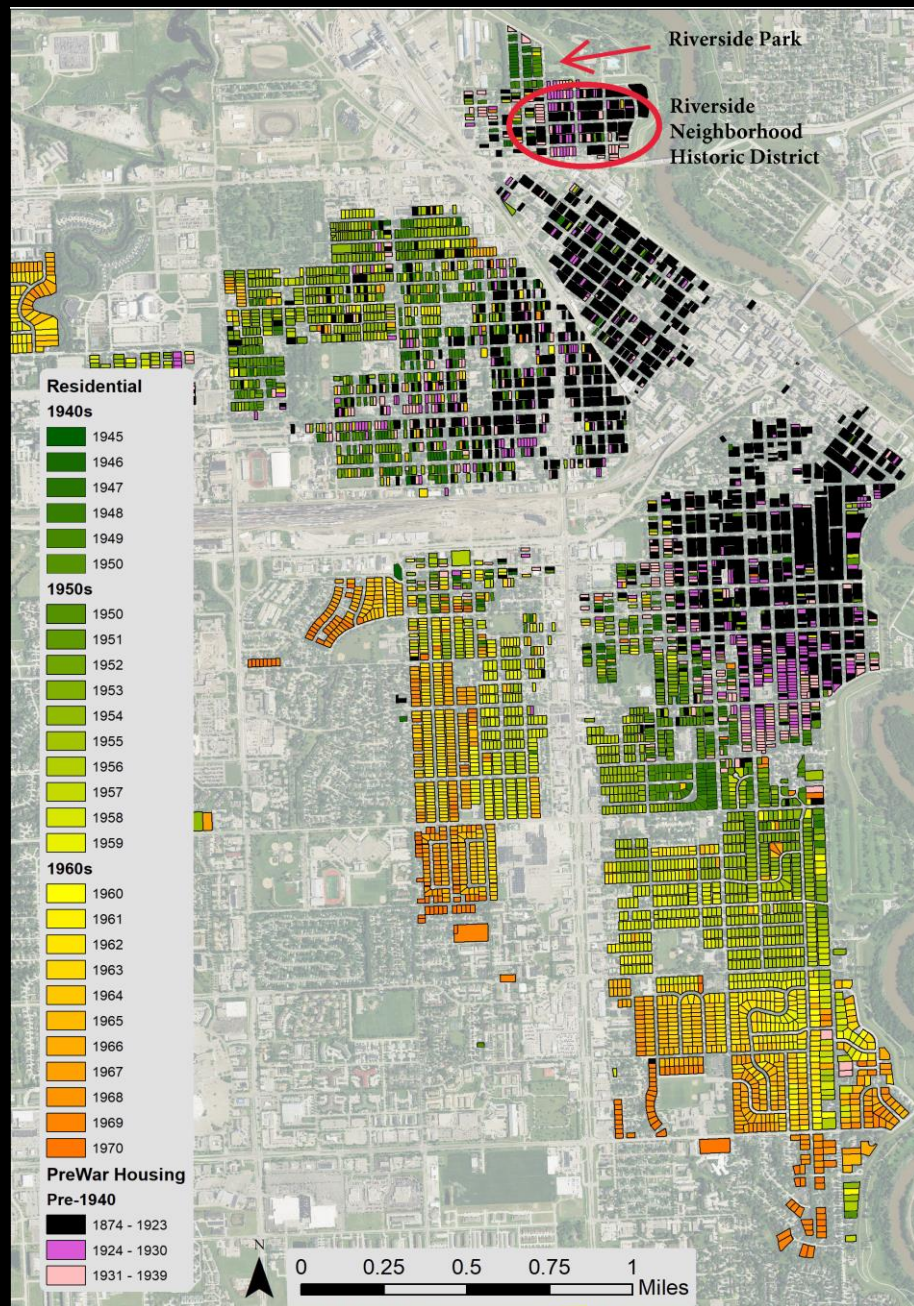 Riverside Park
Riverside
Neighborhood
Historic District
Residential
1940s
1945
1946
1947
1948
1949
1950
1950s
1950
1951
1952
1953
1954
1955
1956
1957
1958
1959
1960s
1960
1961
1962
1963
1964
1965
1966
1967
1968
1969
1970
PreWar Housing
Pre-1940
1874 - 1923
1924 - 1930
1931 - 1939
N
0 0.25 0.5 0.75 1
Miles